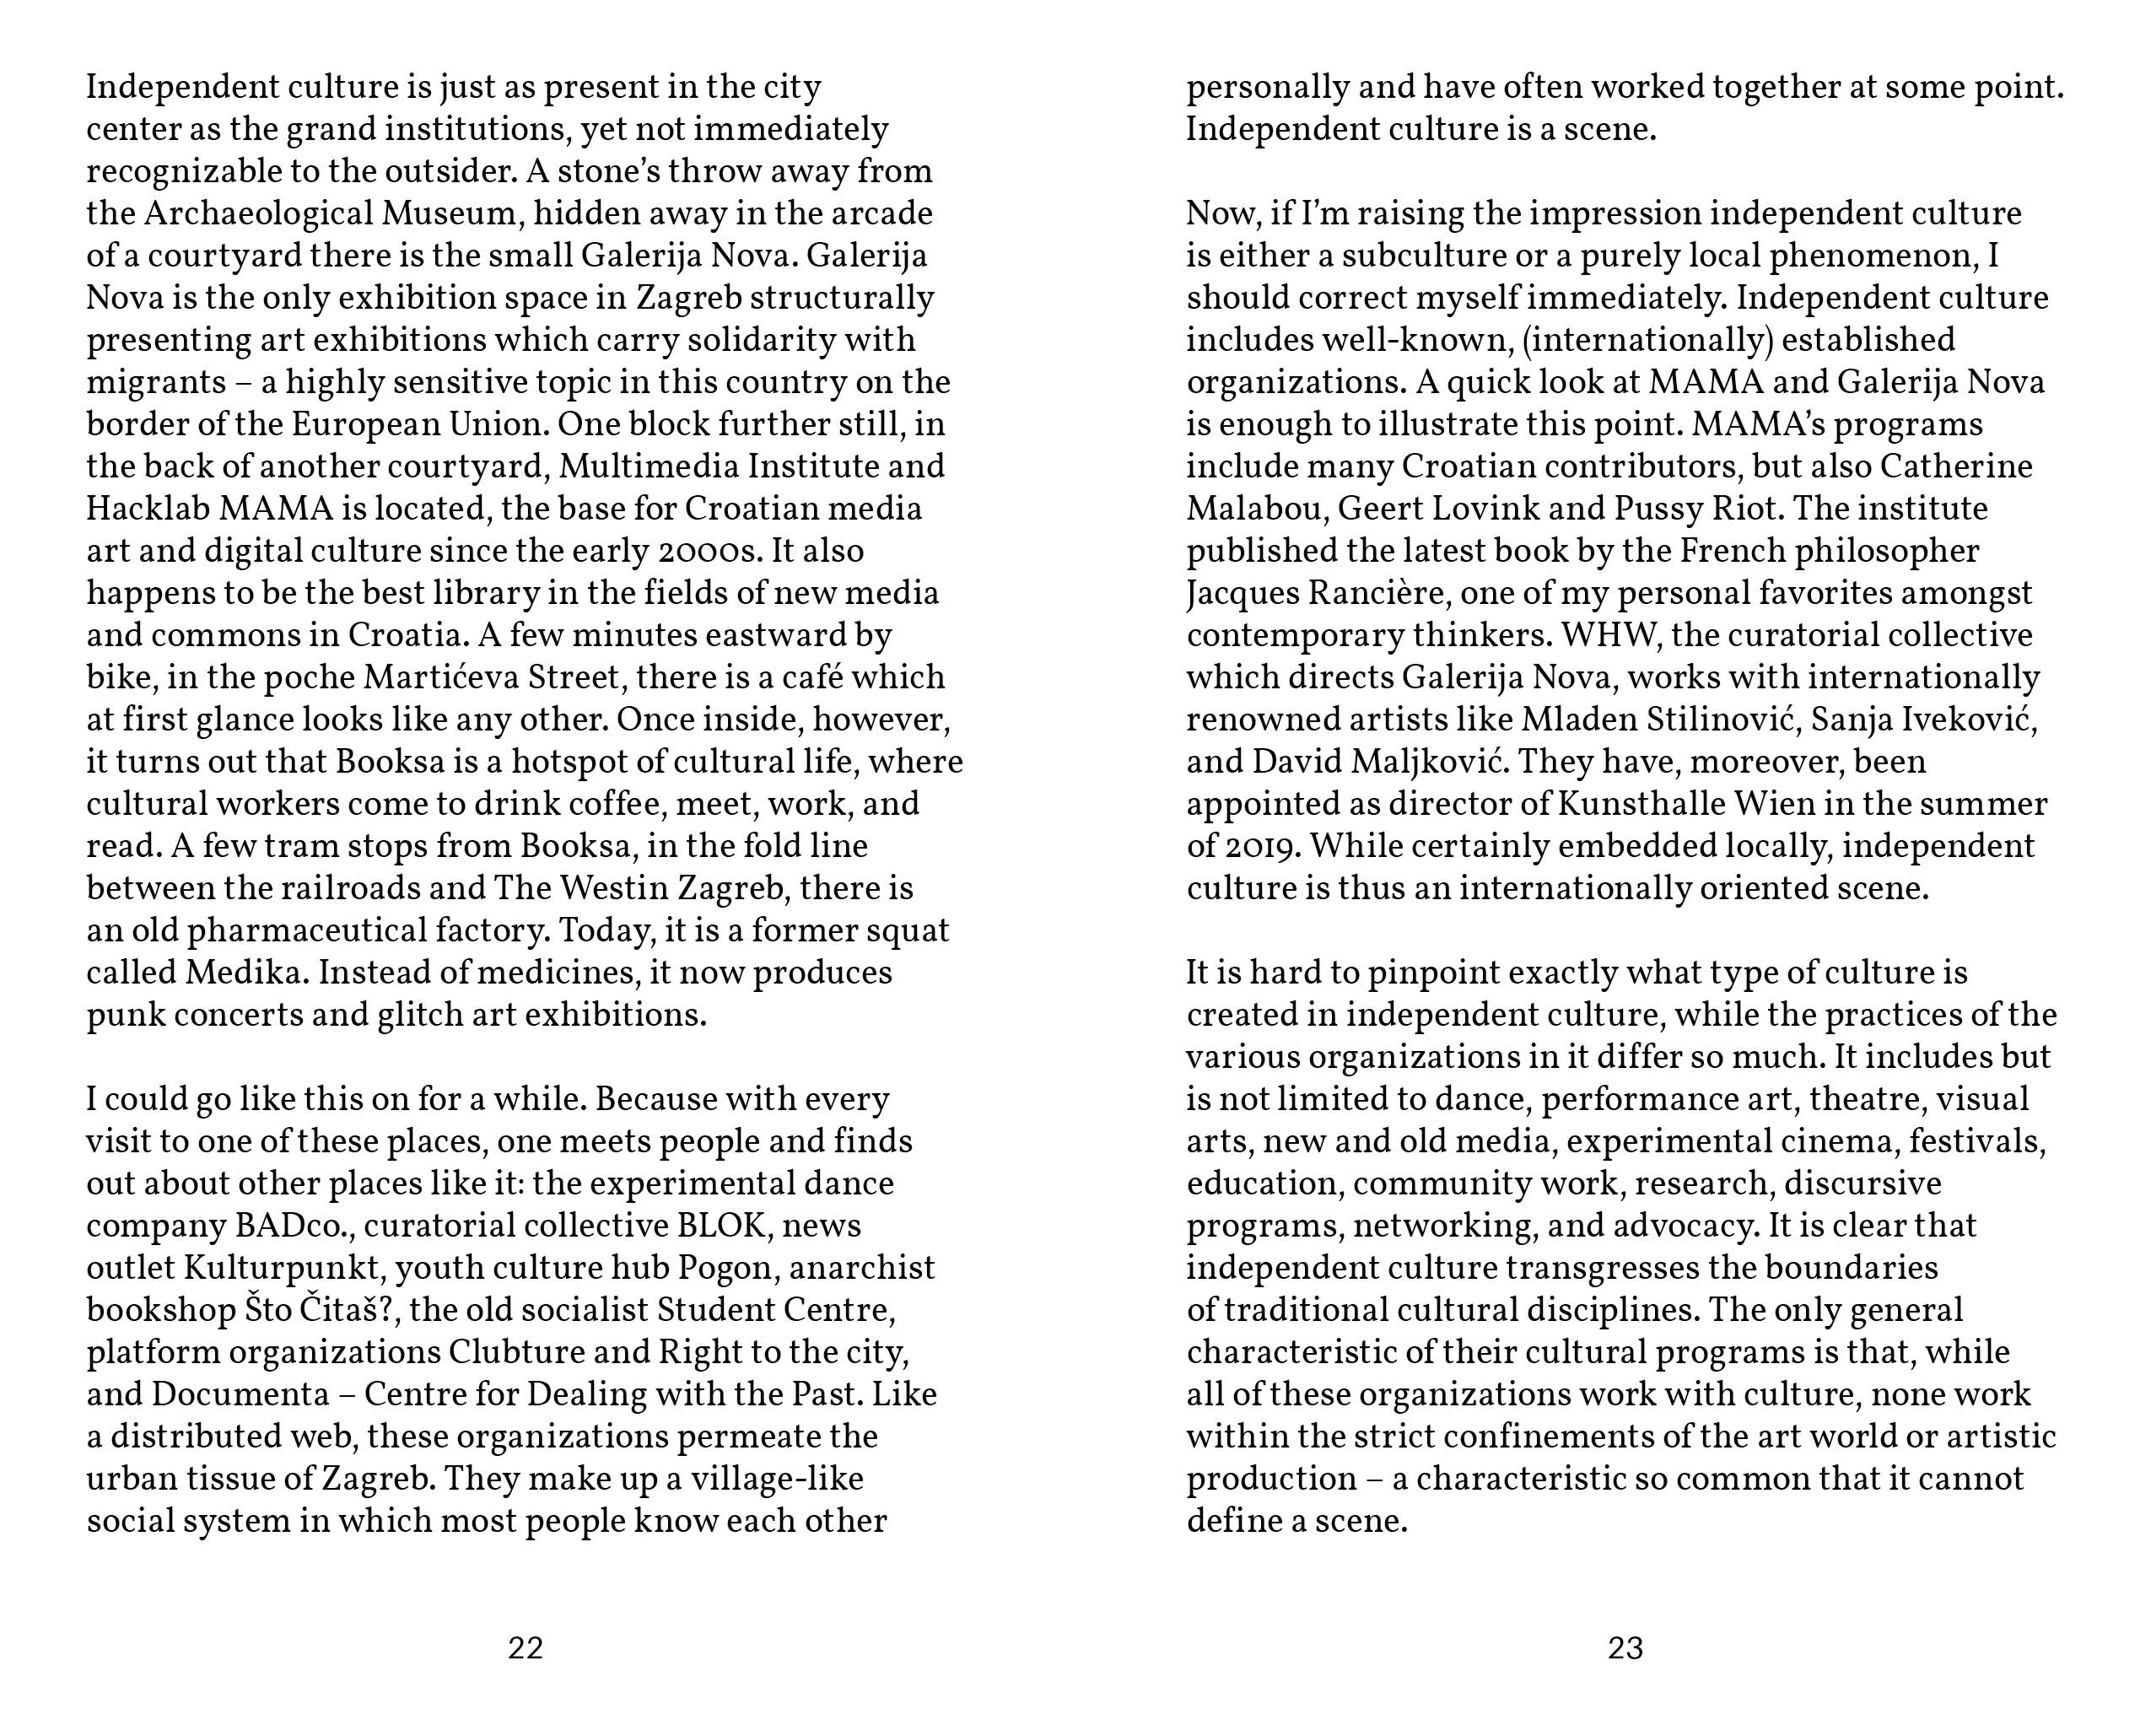 Independent culture is just as present in the city
center as the grand institutions, yet not immediately
recognizable to the outsider. A stone’s throw away from
the Archaeological Museum, hidden away in the arcade
of a courtyard there is the small Galerija Nova. Galerija
Nova is the only exhibition space in Zagreb structurally
presenting art exhibitions which carry solidarity with
migrants – a highly sensitive topic in this country on the
border of the European Union. One block further still, in
the back of another courtyard, Multimedia Institute and
Hacklab MAMA is located, the base for Croatian media
art and digital culture since the early 2000s. It also
happens to be the best library in the fields of new media
and commons in Croatia. A few minutes eastward by
bike, in the poche Martićeva Street, there is a café which
at first glance looks like any other. Once inside, however,
it turns out that Booksa is a hotspot of cultural life, where
cultural workers come to drink coffee, meet, work, and
read. A few tram stops from Booksa, in the fold line
between the railroads and The Westin Zagreb, there is
an old pharmaceutical factory. Today, it is a former squat
called Medika. Instead of medicines, it now produces
punk concerts and glitch art exhibitions.
I could go like this on for a while. Because with every
visit to one of these places, one meets people and finds
out about other places like it: the experimental dance
company BADco., curatorial collective BLOK, news
outlet Kulturpunkt, youth culture hub Pogon, anarchist
bookshop Što Čitaš?, the old socialist Student Centre,
platform organizations Clubture and Right to the city,
and Documenta – Centre for Dealing with the Past. Like
a distributed web, these organizations permeate the
urban tissue of Zagreb. They make up a village-like
social system in which most people know each other
22
personally and have often worked together at some point.
Independent culture is a scene.
Now, if I’m raising the impression independent culture
is either a subculture or a purely local phenomenon, I
should correct myself immediately. Independent culture
includes well-known, (internationally) established
organizations. A quick look at MAMA and Galerija Nova
is enough to illustrate this point. MAMA’s programs
include many Croatian contributors, but also Catherine
Malabou, Geert Lovink and Pussy Riot. The institute
published the latest book by the French philosopher
Jacques Rancière, one of my personal favorites amongst
contemporary thinkers. WHW, the curatorial collective
which directs Galerija Nova, works with internationally
renowned artists like Mladen Stilinović, Sanja Iveković,
and David Maljković. They have, moreover, been
appointed as director of Kunsthalle Wien in the summer
of 2019. While certainly embedded locally, independent
culture is thus an internationally oriented scene.
It is hard to pinpoint exactly what type of culture is
created in independent culture, while the practices of the
various organizations in it differ so much. It includes but
is not limited to dance, performance art, theatre, visual
arts, new and old media, experimental cinema, festivals,
education, community work, research, discursive
programs, networking, and advocacy. It is clear that
independent culture transgresses the boundaries
of traditional cultural disciplines. The only general
characteristic of their cultural programs is that, while
all of these organizations work with culture, none work
within the strict confinements of the art world or artistic
production – a characteristic so common that it cannot
define a scene.
23